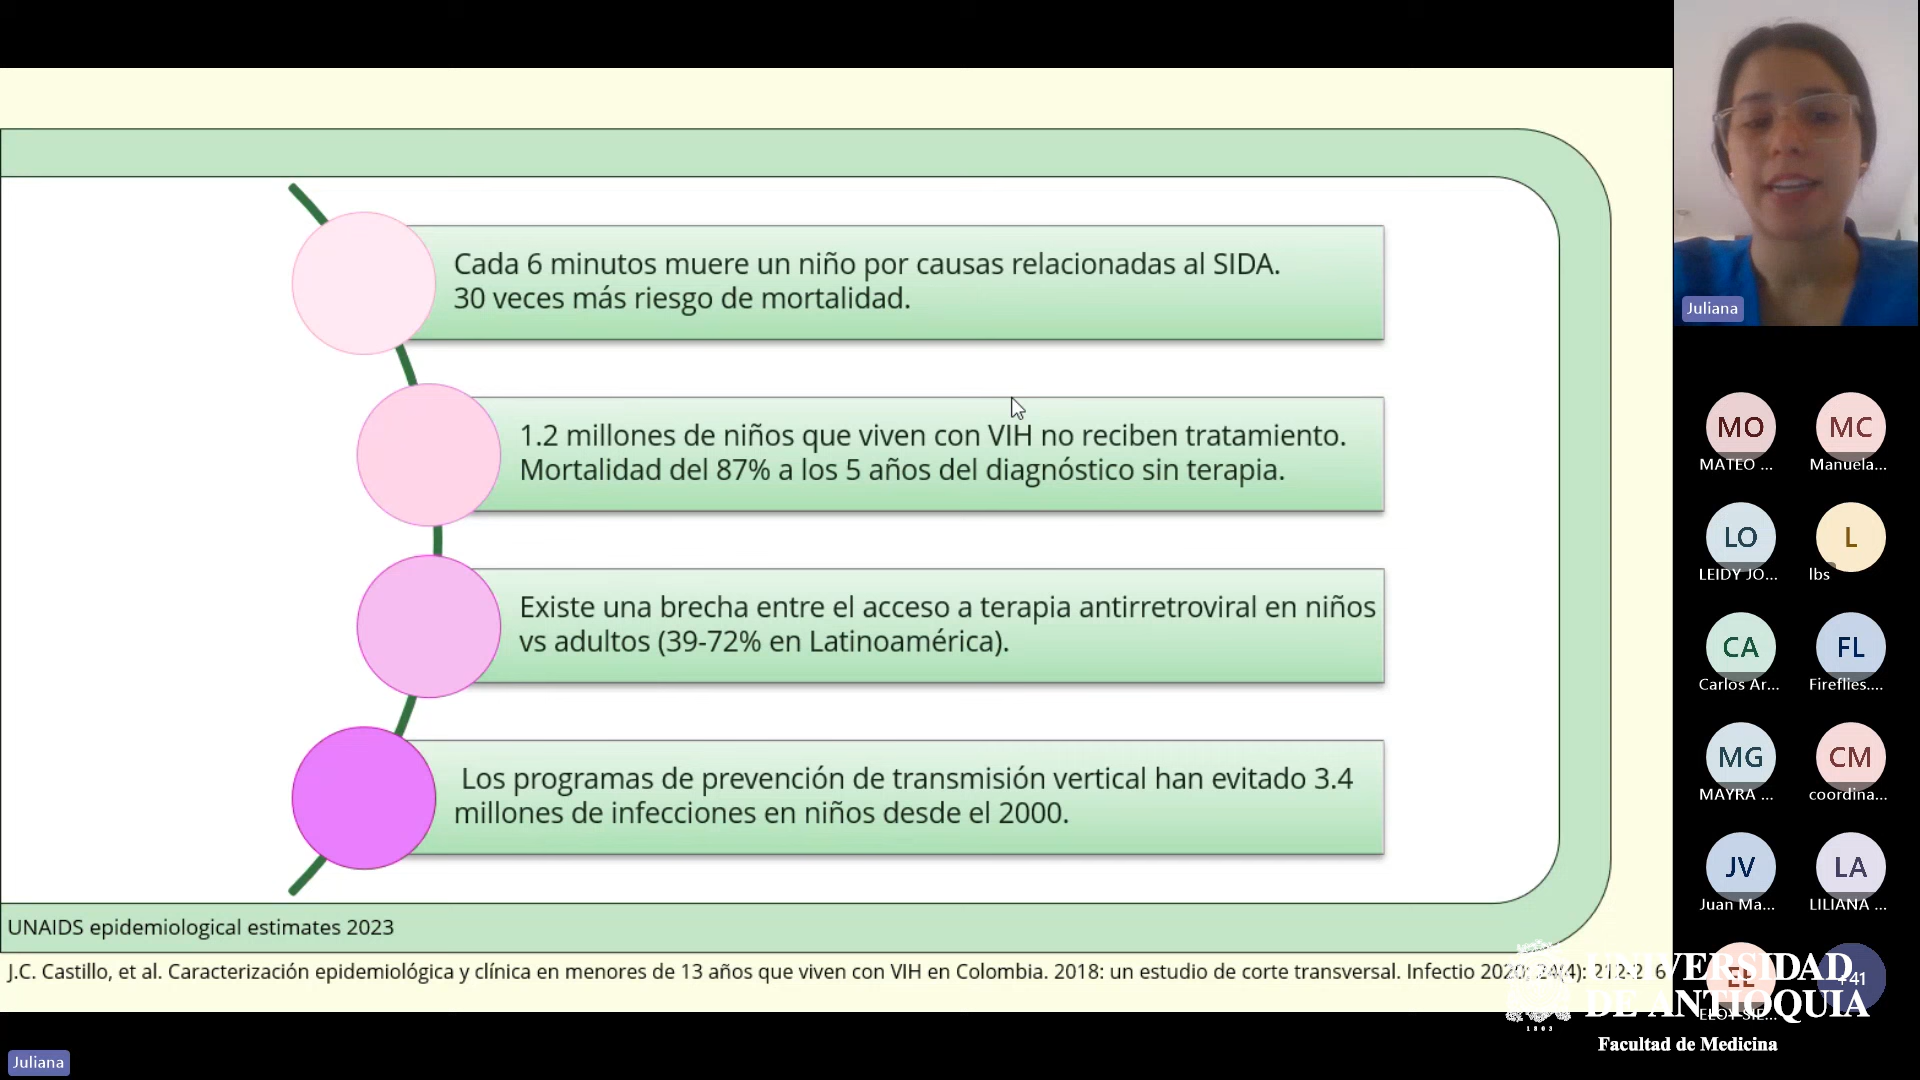 Cada 6 minutos muere un niño por causas relacionadas al SIDA.
30 veces más riesgo de mortalidad.
1.2 millones de niños que viven con VIH no reciben tratamiento.
Mortalidad del 87% a los 5 años del diagnóstico sin terapia.
Existe una brecha entre el acceso a terapia antirretroviral en niños
vs adultos (39-72% en Latinoamérica).
Los programas de prevención de transmisión vertical han evitado 3.4
millones de infecciones en niños desde el 2000.
UNAIDS epidemiological estimates 2023
J.C. Castillo, et al. Caracterización epidemiológica y clínica en menores de 13 años que viven con VIH en Colombia. 2018: un estudio de corte transversal. Infectio 2020;
Juliana
Juliana
MO
MC
MATEO ...
Manuela...
LO
L
LEIDY JO...
lbs
CA
FL
Carlos Ar...
Fireflies....
MG
CM
MAYRA ...
coordina...
JV
LA
Juan Ma...
LILIANA ...
+41
UNIVERSIDAD
DE ANTIOQUIA
1803
Facultad de Medicina